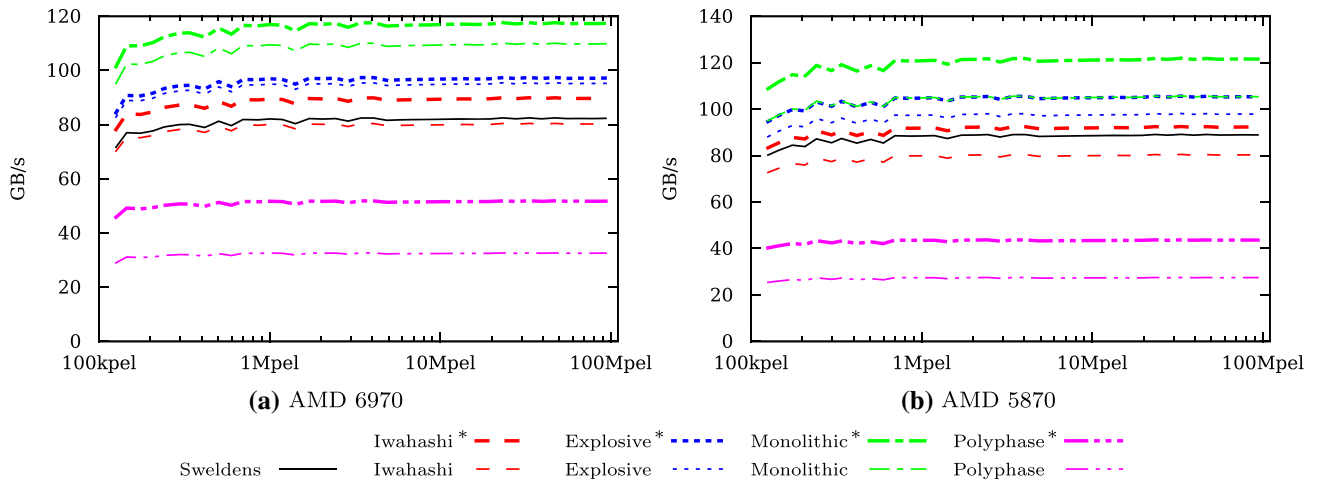 120
100
80
60
40
20
0
GB/s
100kpel 1Mpel 10Mpel 100Mpel
(a) AMD 6970
140
120
100
80
60
40
20
0
GB/s
100kpel 1Mpel 10Mpel 100Mpel
(b) AMD 5870
Iwahashi* Explosive* Monolithic* Polyphase*
Sweldens Iwahashi Explosive Monolithic Polyphase